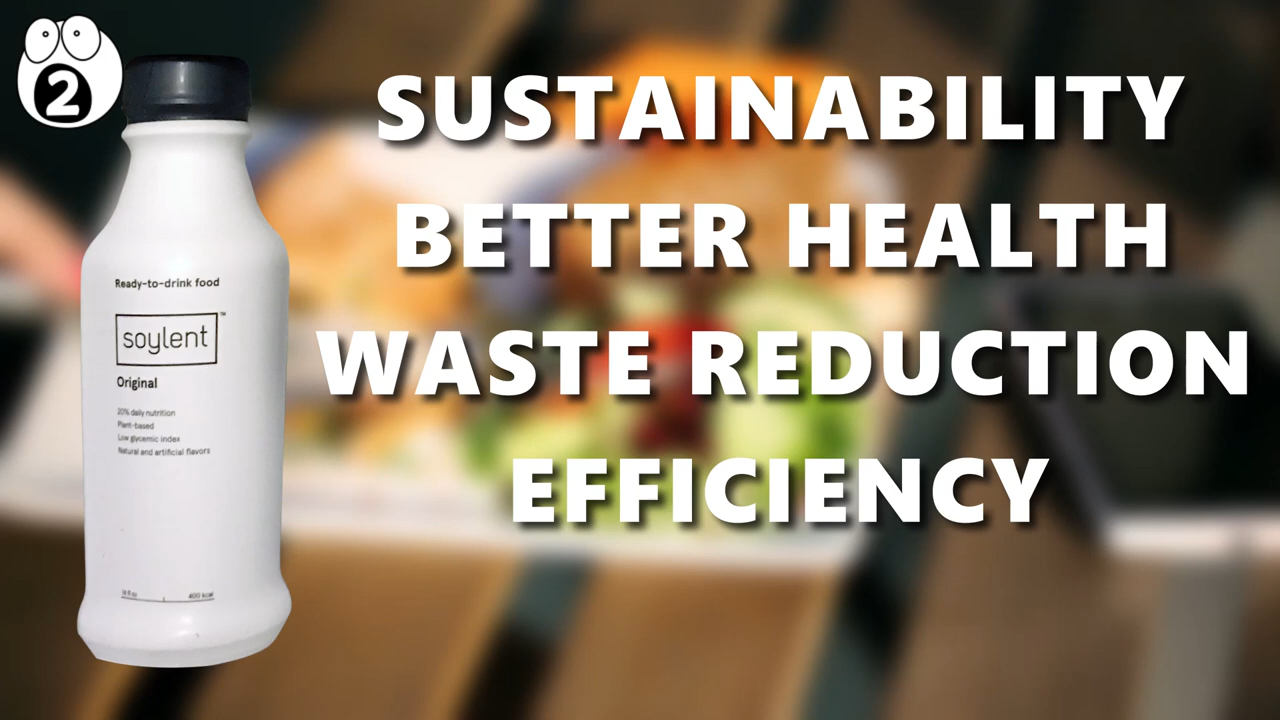 2
SUSTAINABILITY
BETTER HEALTH
WASTE REDUCTION
EFFICIENCY
Ready-to-drink food
soylent™
Original
20% daily nutrition
Plant-based
Low glycemic index
Natural and artificial flavors
400 kcal